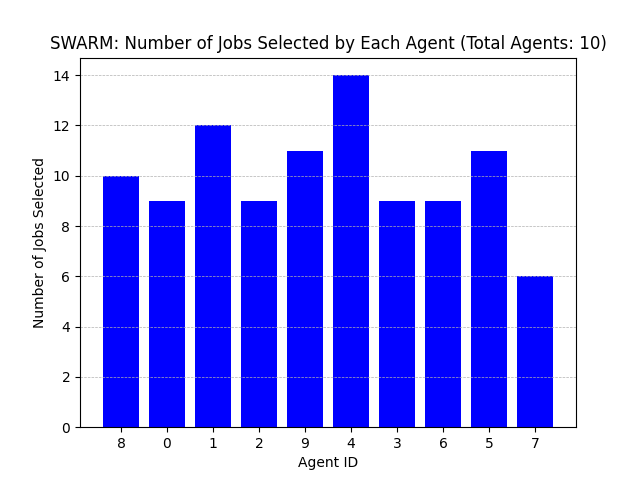 SWARM: Number of Jobs Selected by Each Agent (Total Agents: 10)
Number of Jobs Selected
14
12
10
8
6
4
2
0
8 0 1 2 9 4 3 6 5 7
Agent ID